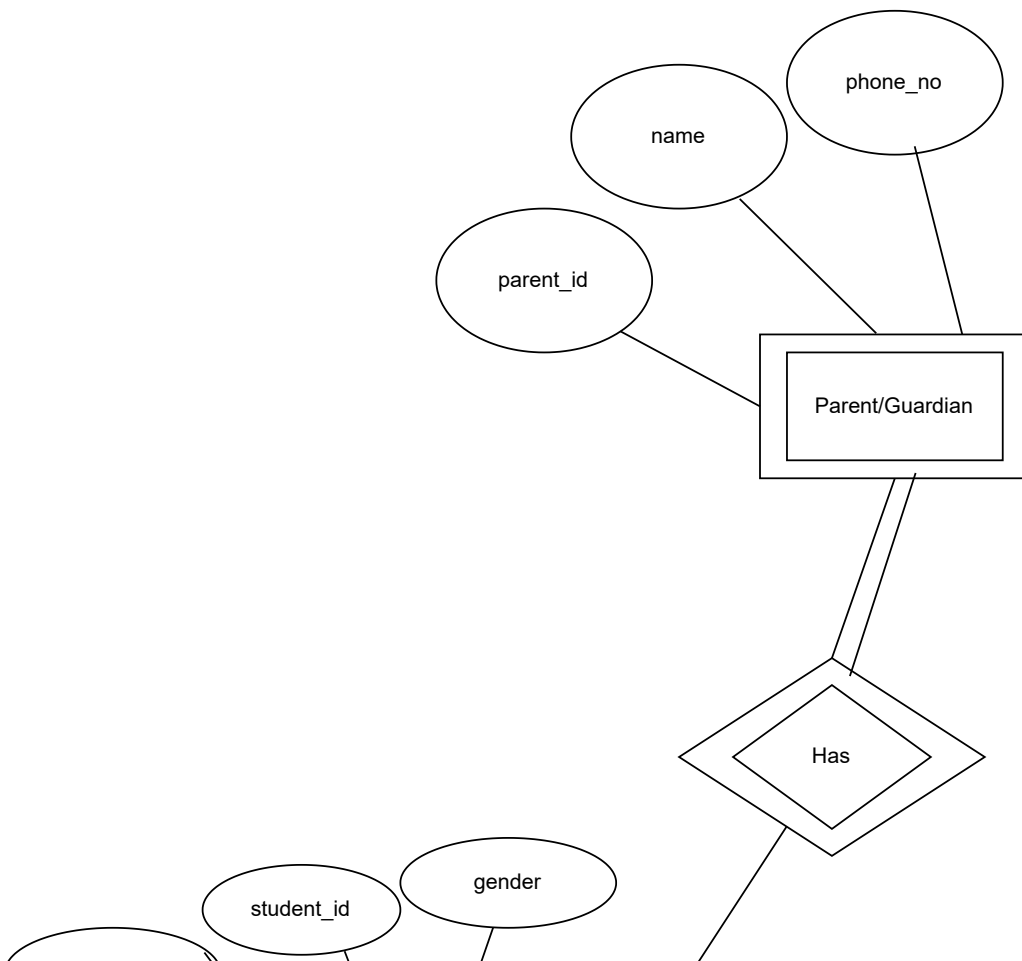 phone_no
name
parent_id
Parent/Guardian
Has
gender
student_id